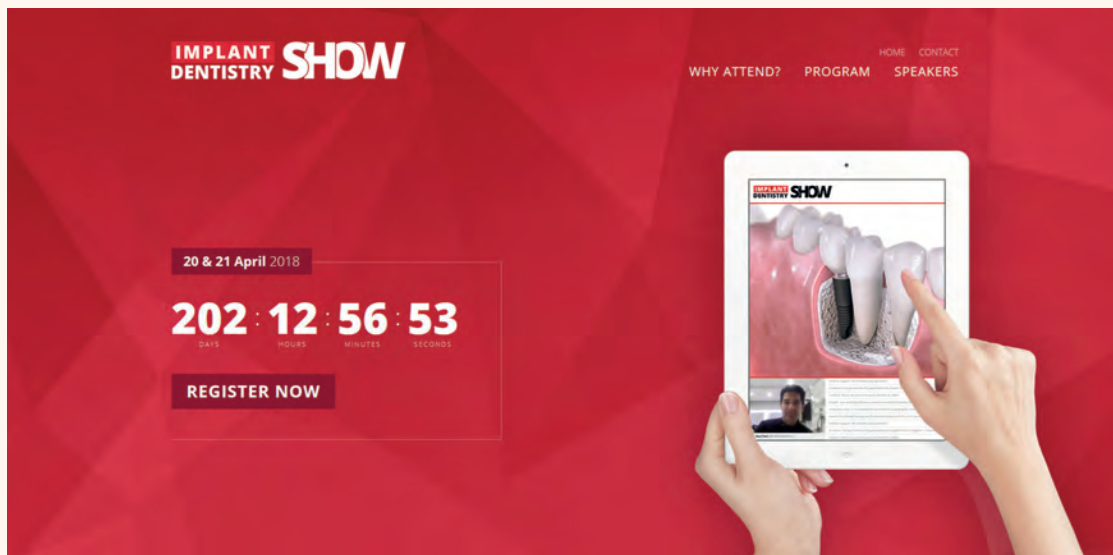 IMPLANT
DENTISTRY SHOW
HOME CONTACT
WHY ATTEND? PROGRAM SPEAKERS
IMPLANT
DENTISTRY SHOW
20 & 21 April 2018
202 : 12 : 56 : 53
DAYS HOURS MINUTES SECONDS
REGISTER NOW